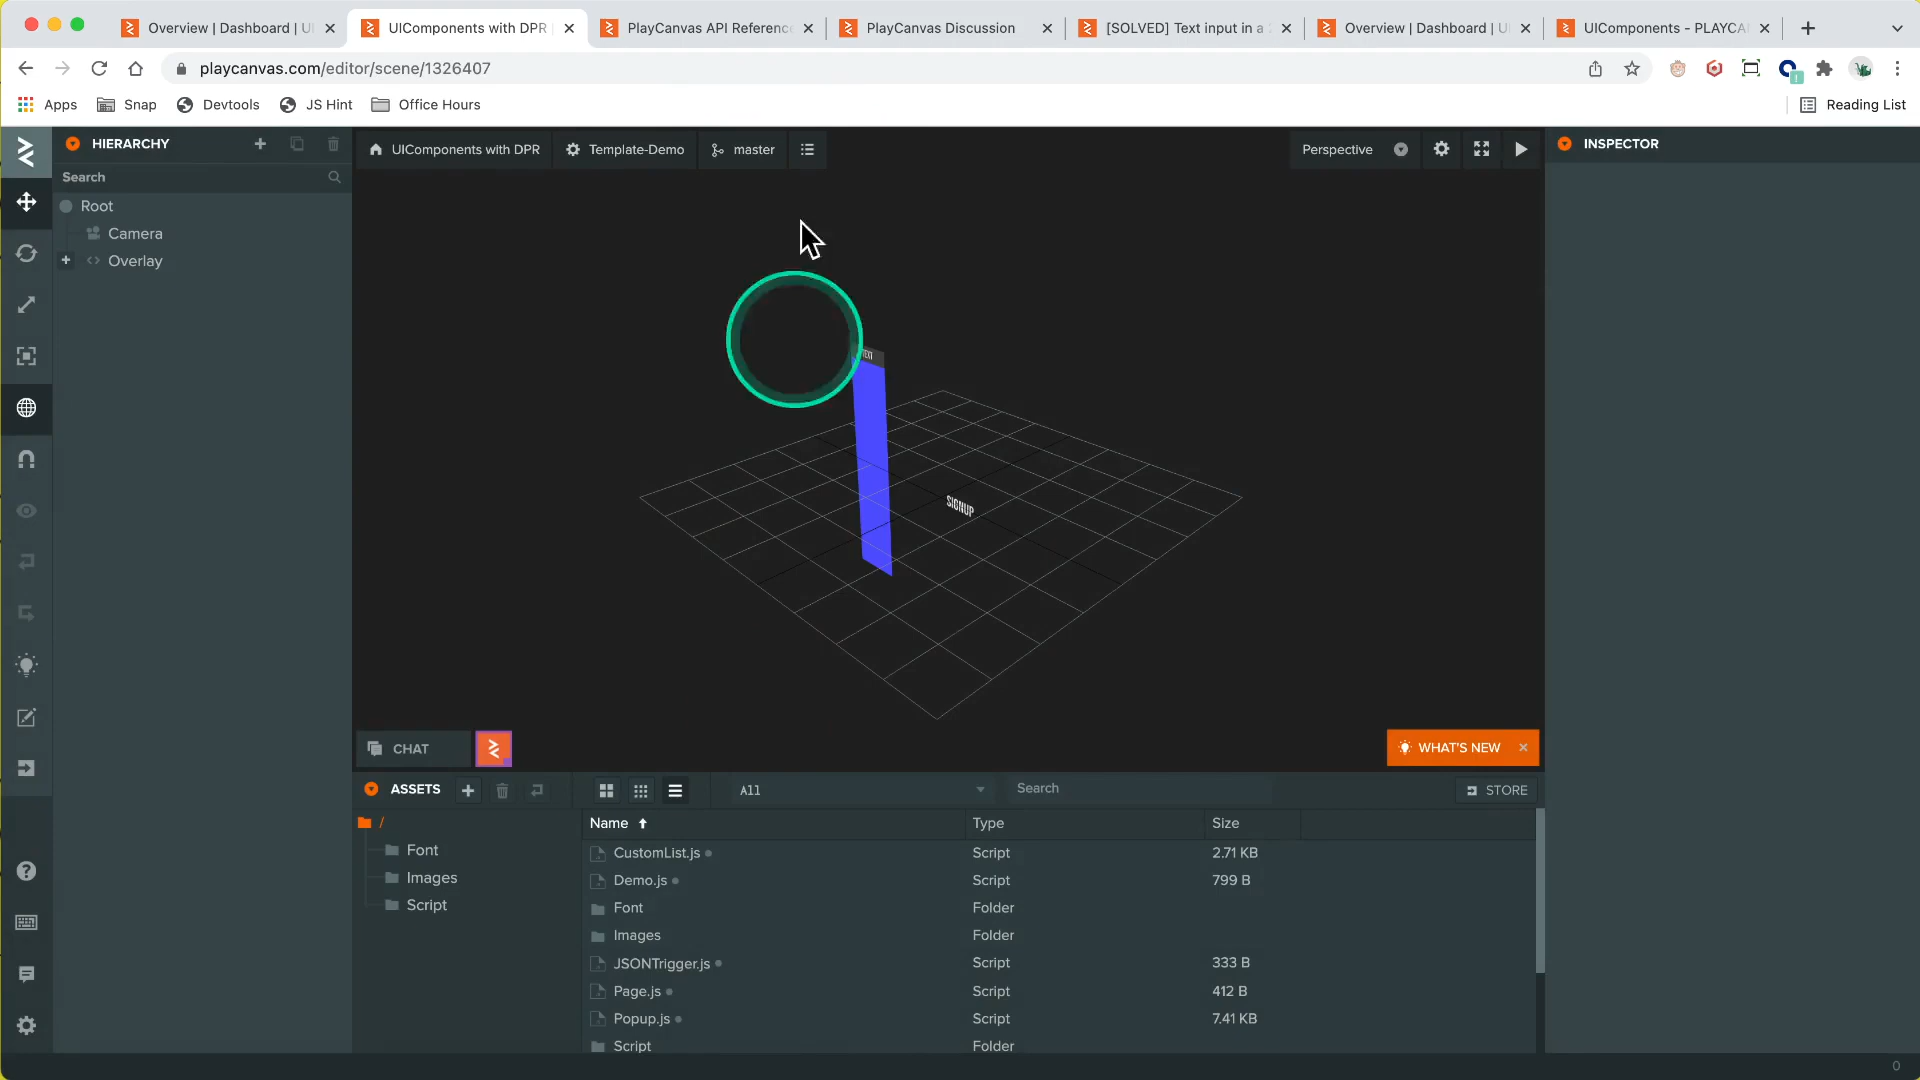 Overview | Dashboard | UI
UIComponents with DPR |
PlayCanvas API Reference
PlayCanvas Discussion
[SOLVED] Text input in a
Overview | Dashboard | UI
UIComponents - PLAYCA
playcanvas.com/editor/scene/1326407
Apps
Snap
Devtools
JS Hint
Office Hours
Reading List
HIERARCHY
Search
Root
Camera
Overlay
UIComponents with DPR
Template-Demo
master
Perspective
INSPECTOR
SIGNUP
CHAT
WHAT'S NEW
ASSETS
All
Search
STORE
/
Font
Images
Script
Name
Type
Size
CustomList.js
Script
2.71 KB
Demo.js
Script
799 B
Font
Folder
Images
Folder
JSONTrigger.js
Script
333 B
Page.js
Script
412 B
Popup.js
Script
7.41 KB
Script
Folder
0